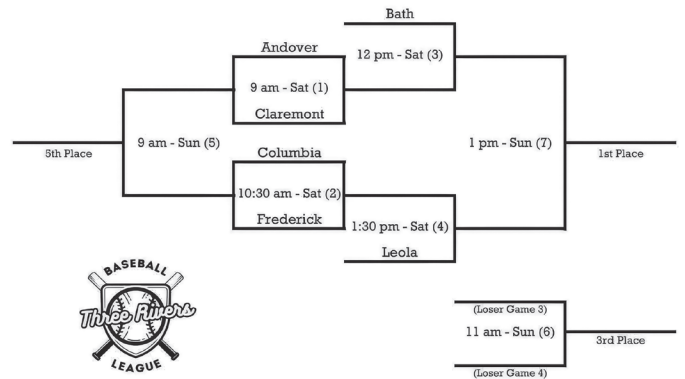 Bath
Andover
12 pm - Sat (3)
9 am - Sat (1)
Claremont
9 am - Sun (5)
1 pm - Sun (7)
5th Place
1st Place
Columbia
10:30 am - Sat (2)
Frederick
1:30 pm - Sat (4)
Leola
BASEBALL
Three Rivers
LEAGUE
(Loser Game 3)
11 am - Sun (6)
3rd Place
(Loser Game 4)